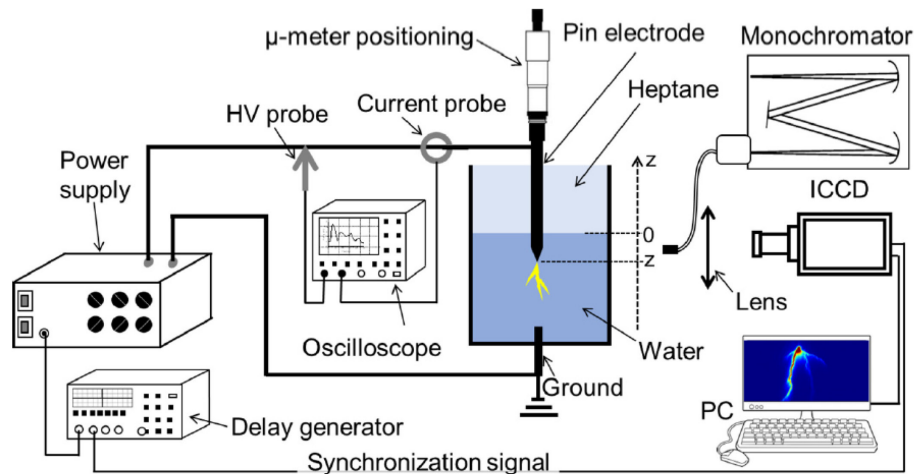 μ-meter positioning
Pin electrode
Monochromator
HV probe
Current probe
Heptane
Power
supply
z
ICCD
0
z
Lens
Oscilloscope
Water
Ground
PC
Delay generator
Synchronization signal